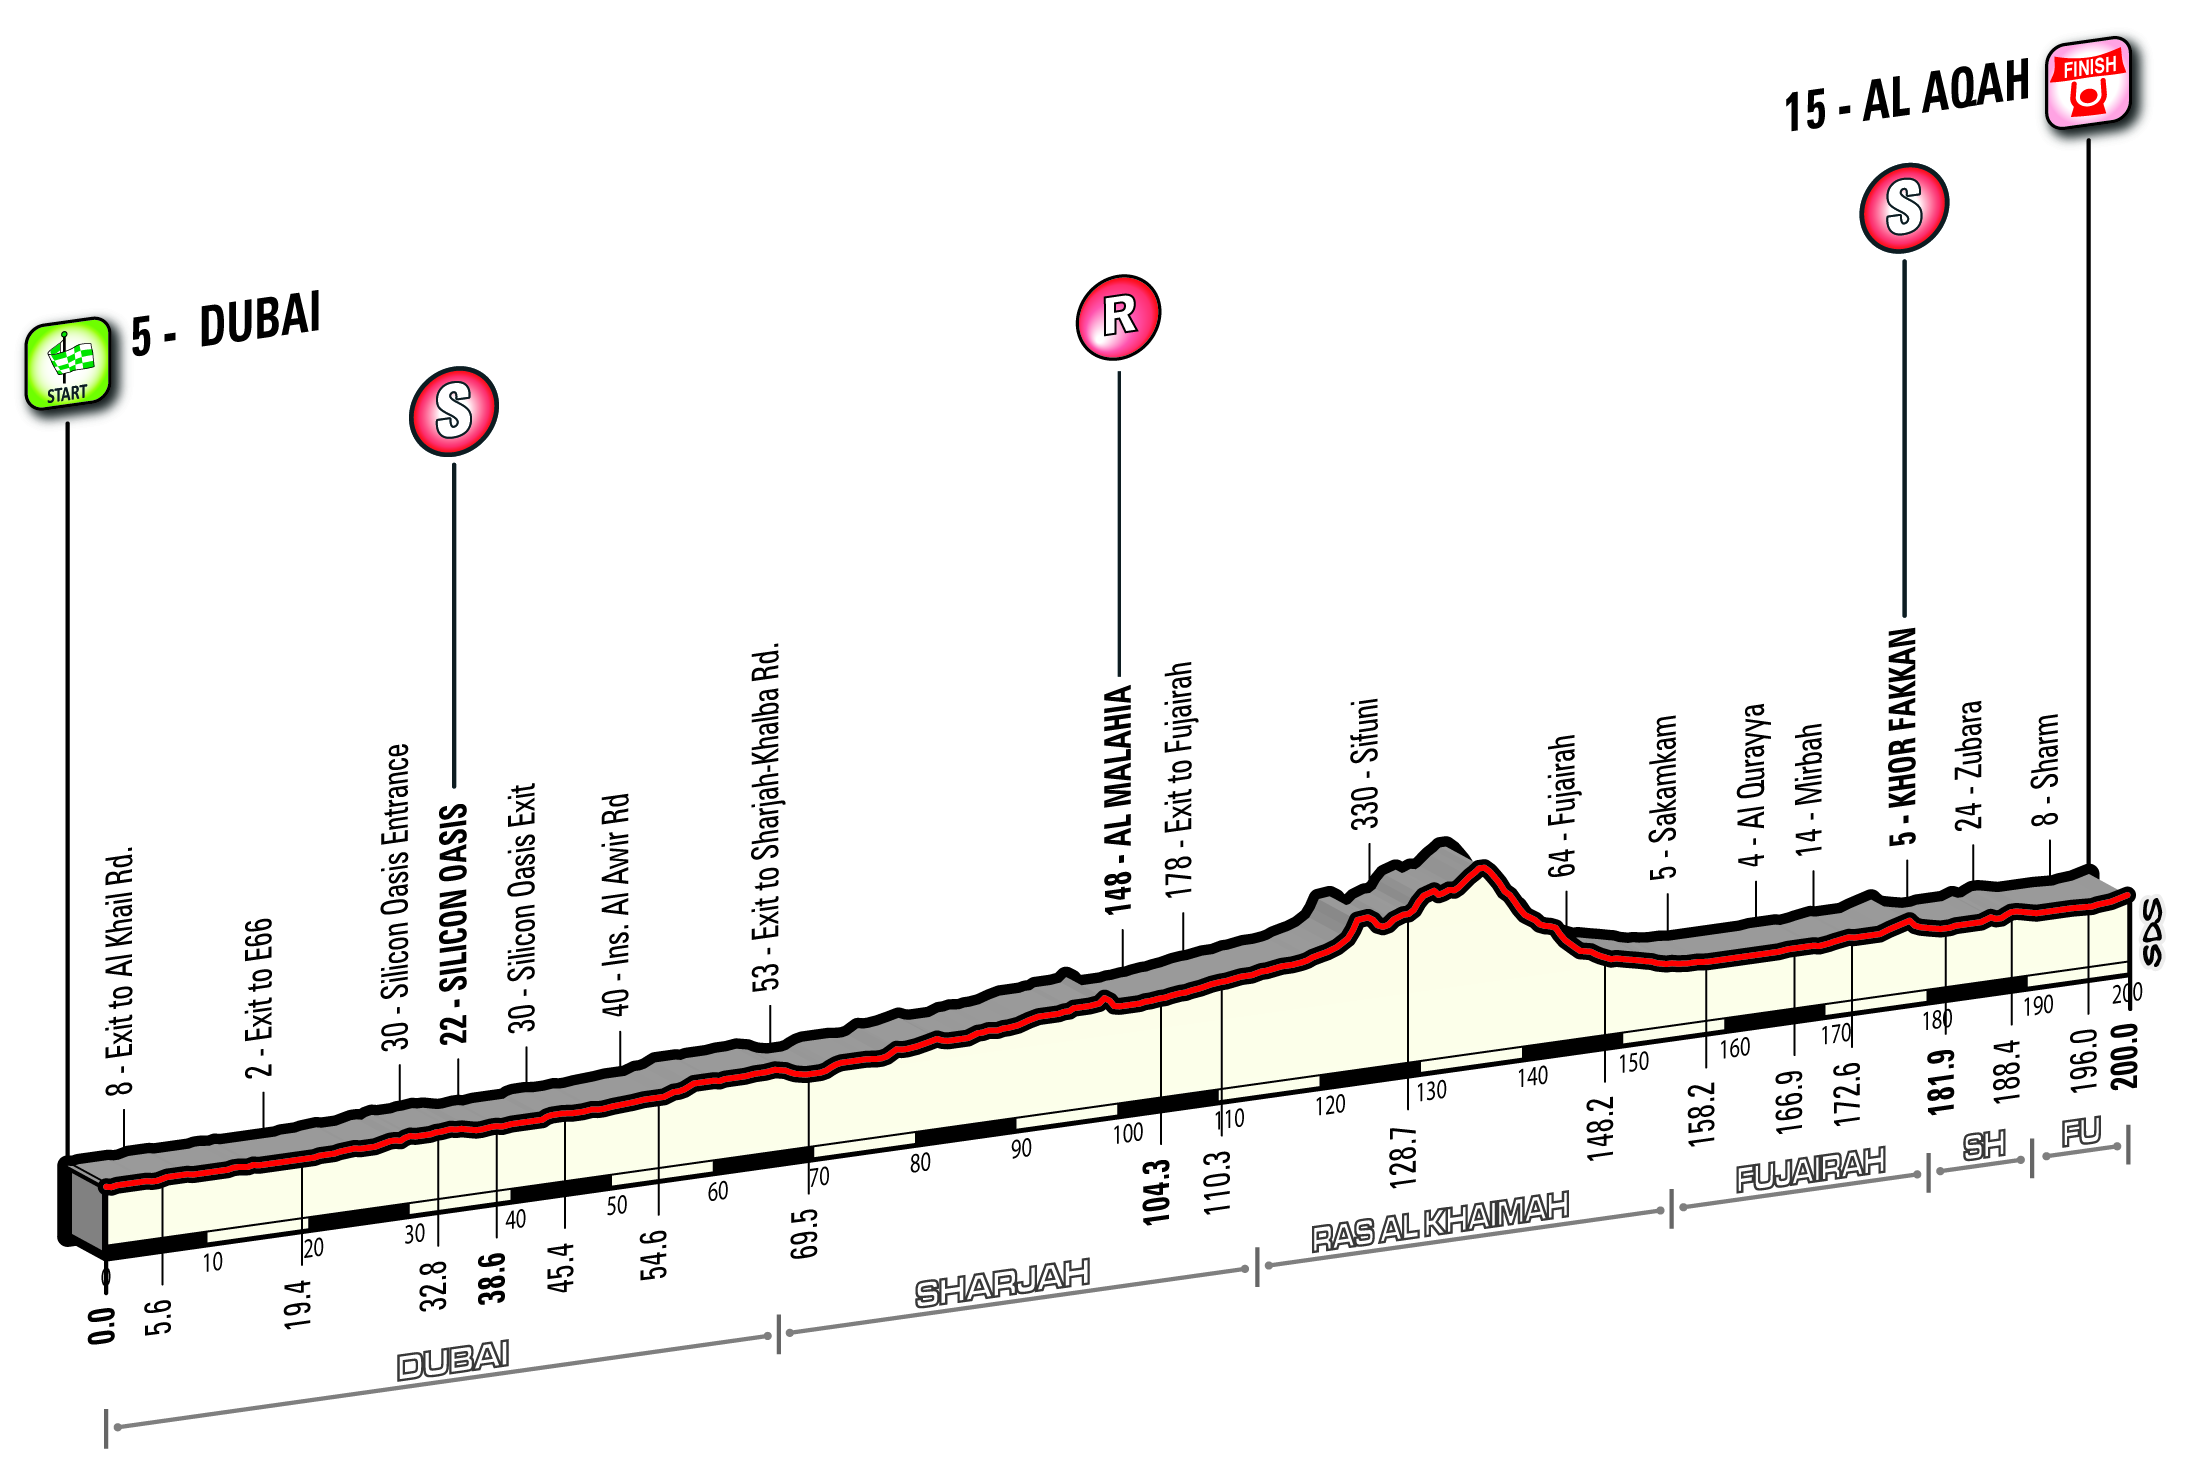 FINISH
15 - AL AQAH
S
R
START
5 - DUBAI
S
8 - Exit to Al Khail Rd.
2 - Exit to E66
30 - Silicon Oasis Entrance
22 - SILICON OASIS
30 - Silicon Oasis Exit
40 - Ins. Al Awir Rd
53 - Exit to Sharjah-Khalba Rd.
148 - AL MALAHIA
178 - Exit to Fujairah
330 - Sifuni
64 - Fujairah
5 - Sakamkam
4 - Al Qurayya
14 - Mirbah
5 - KHOR FAKKAN
24 - Zubara
8 - Sharm
SDS
0
10
20
30
40
50
60
70
80
90
100
110
120
130
140
150
160
170
180
190
200
0.0
5.6
19.4
32.8
38.6
45.4
54.6
69.5
104.3
110.3
128.7
148.2
158.2
166.9
172.6
181.9
188.4
196.0
200.0
DUBAI
SHARJAH
RAS AL KHAIMAH
FUJAIRAH
SH
FU